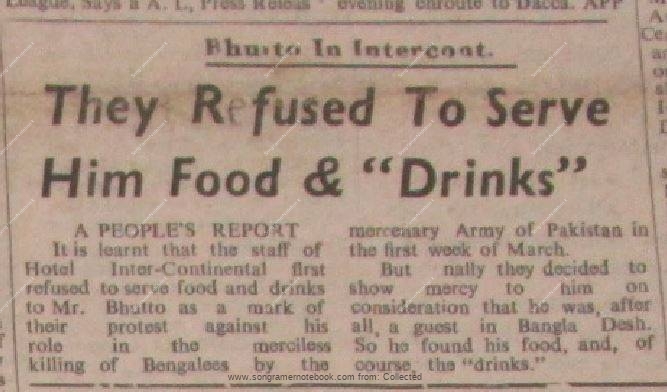 League, Says a A. L., Press Release
evening enroute to Dacca. APP
Bhutto In Intercont.
They Refused To Serve
Him Food & "Drinks"
A PEOPLE'S REPORT
It is learnt that the staff of
Hotel Inter-Continental first
refused to serve food and drinks
to Mr. Bhutto as a mark of
their protest against his
role in the merciless
killing of Bengalees by the
mercenary Army of Pakistan in
the first week of March.
But nally they decided to
show mercy to him on
consideration that he was, after
all, a guest in Bangla Desh.
So he found his food, and, of
course, the "drinks."
www.songramernotebook.com from: Collected